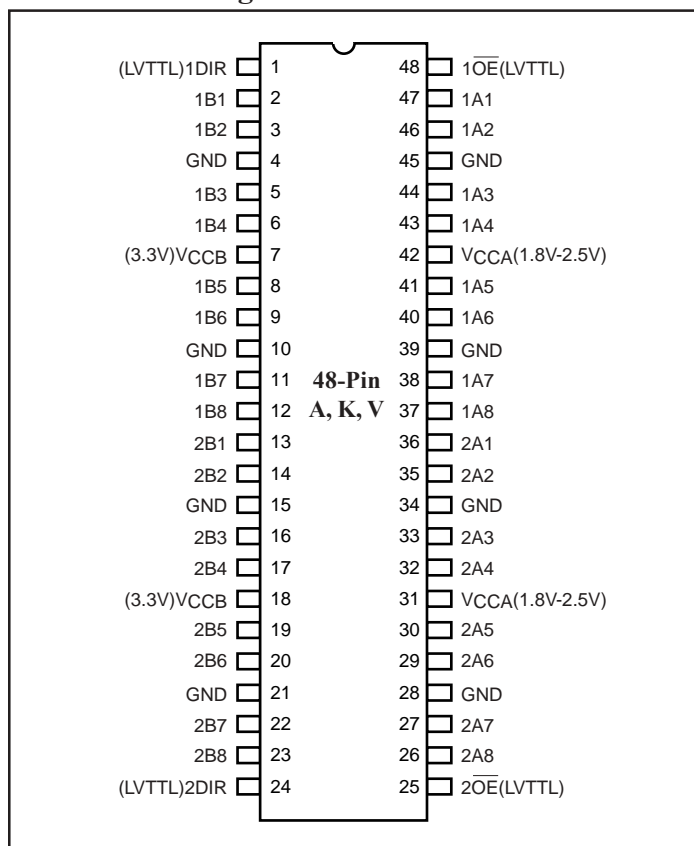 (LVTTL)1DIR 1 48 1O̅E̅(LVTTL)
1B1 2 47 1A1
1B2 3 46 1A2
GND 4 45 GND
1B3 5 44 1A3
1B4 6 43 1A4
(3.3V)VCCB 7 42 VCCA(1.8V-2.5V)
1B5 8 41 1A5
1B6 9 40 1A6
GND 10 39 GND
1B7 11 48-Pin 38 1A7
1B8 12 A, K, V 37 1A8
2B1 13 36 2A1
2B2 14 35 2A2
GND 15 34 GND
2B3 16 33 2A3
2B4 17 32 2A4
(3.3V)VCCB 18 31 VCCA(1.8V-2.5V)
2B5 19 30 2A5
2B6 20 29 2A6
GND 21 28 GND
2B7 22 27 2A7
2B8 23 26 2A8
(LVTTL)2DIR 24 25 2O̅E̅(LVTTL)